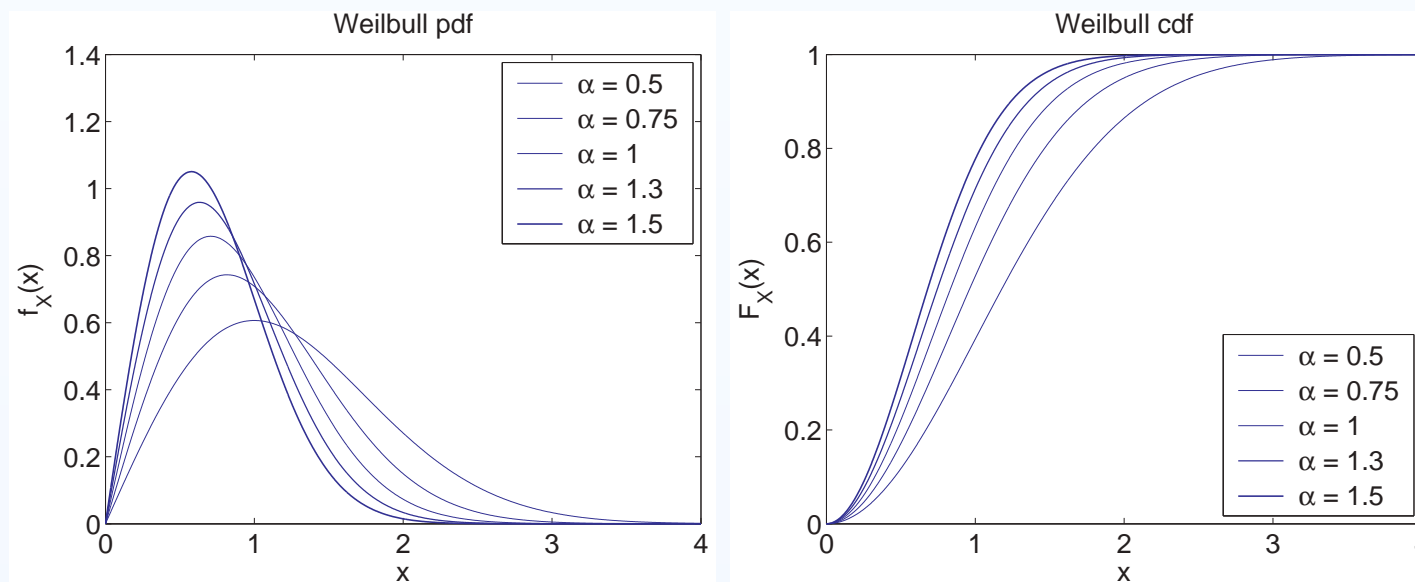 Weilbull pdf
1.4
1.2
1
0.8
0.6
0.4
0.2
0
f_X(x)
0 1 2 3 4
x
α = 0.5
α = 0.75
α = 1
α = 1.3
α = 1.5
Weilbull cdf
1
0.8
0.6
0.4
0.2
0
F_X(x)
0 1 2 3
x
α = 0.5
α = 0.75
α = 1
α = 1.3
α = 1.5